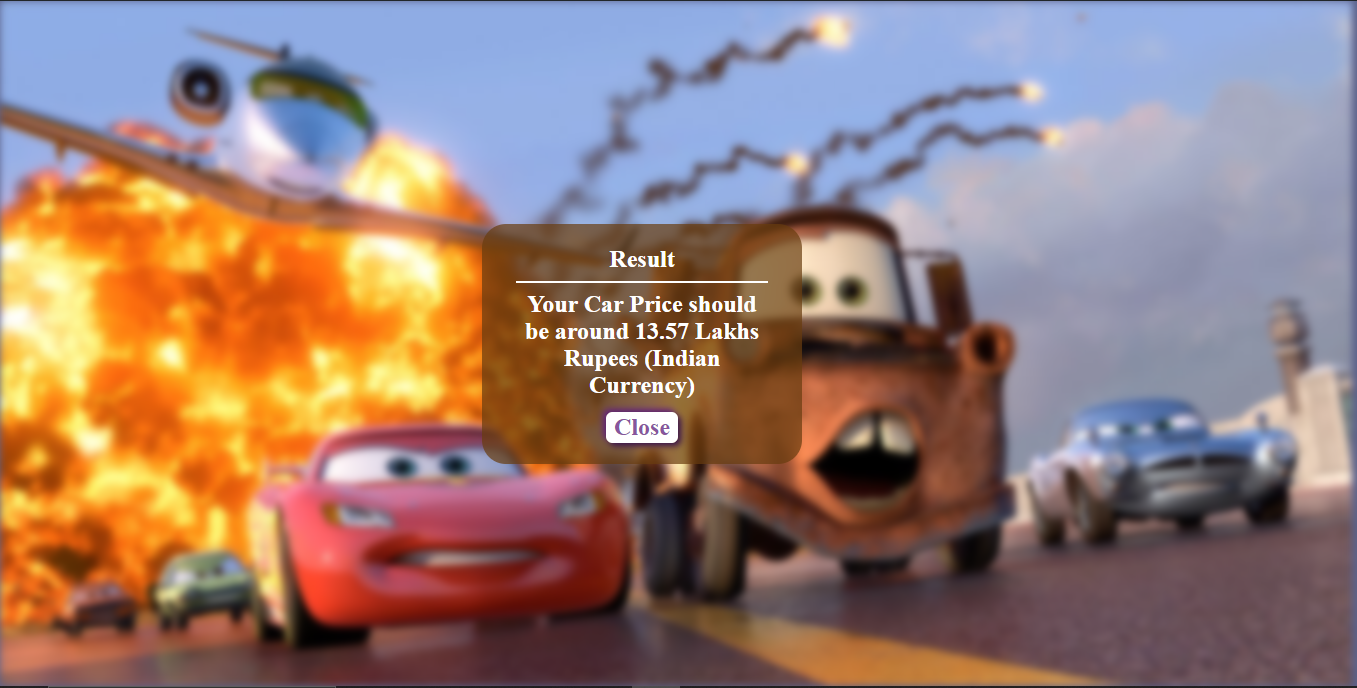 Result
Your Car Price should
be around 13.57 Lakhs
Rupees (Indian
Currency)
Close